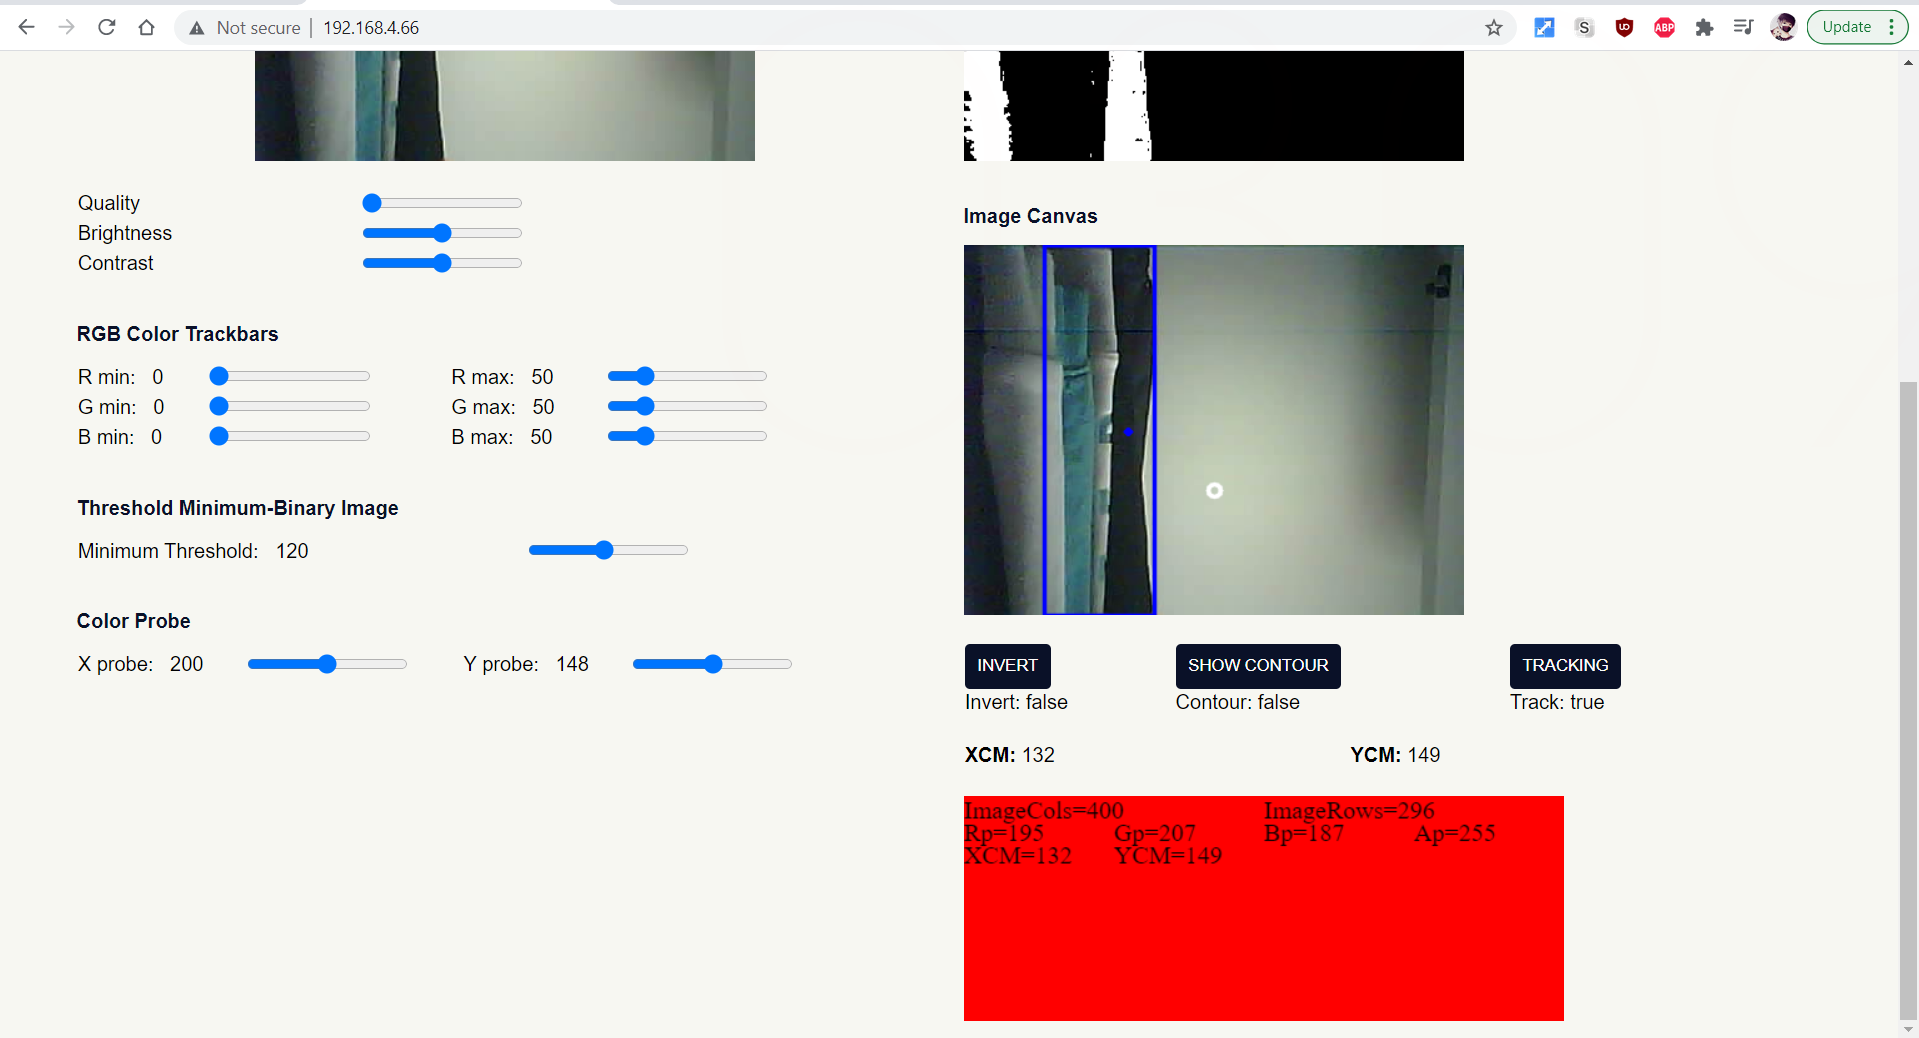 Not secure | 192.168.4.66
S
ABP
Update
Quality
Brightness
Contrast
RGB Color Trackbars
R min: 0 R max: 50
G min: 0 G max: 50
B min: 0 B max: 50
Threshold Minimum-Binary Image
Minimum Threshold: 120
Color Probe
X probe: 200 Y probe: 148
Image Canvas
INVERT SHOW CONTOUR TRACKING
Invert: false Contour: false Track: true
XCM: 132 YCM: 149
ImageCols=400 ImageRows=296
Rp=195 Gp=207 Bp=187 Ap=255
XCM=132 YCM=149